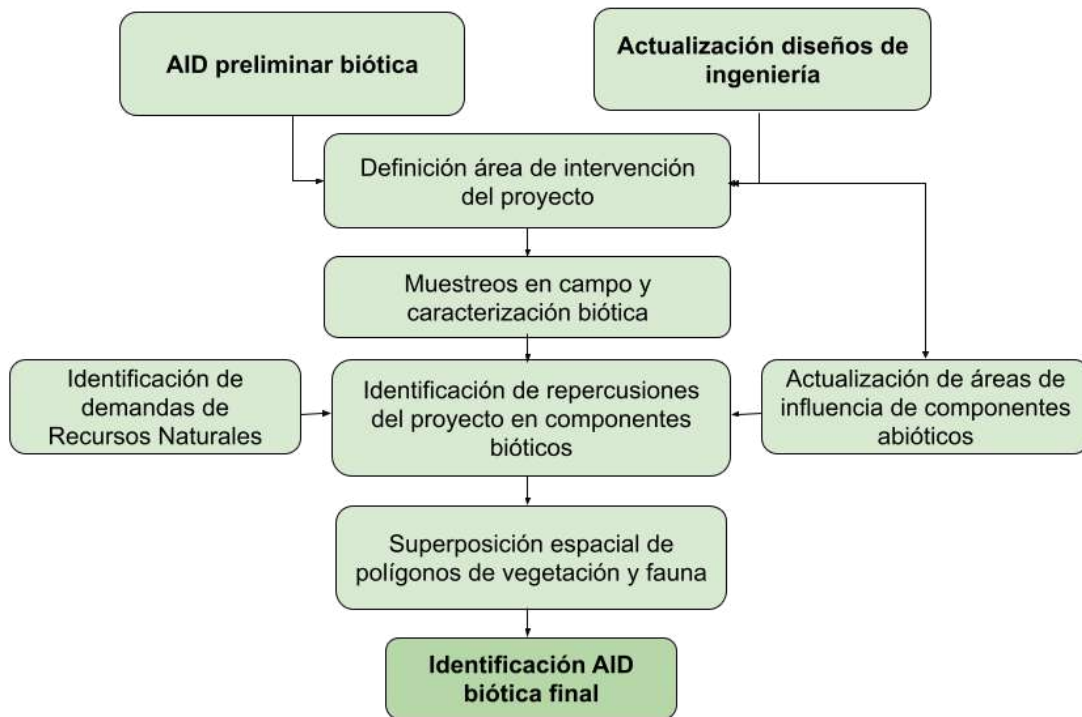 AID preliminar biótica
Actualización diseños de
ingeniería
Definición área de intervención
del proyecto
Muestreos en campo y
caracterización biótica
Identificación de
demandas de
Recursos Naturales
Identificación de repercusiones
del proyecto en componentes
bióticos
Actualización de áreas de
influencia de componentes
abióticos
Superposición espacial de
polígonos de vegetación y fauna
Identificación AID
biótica final